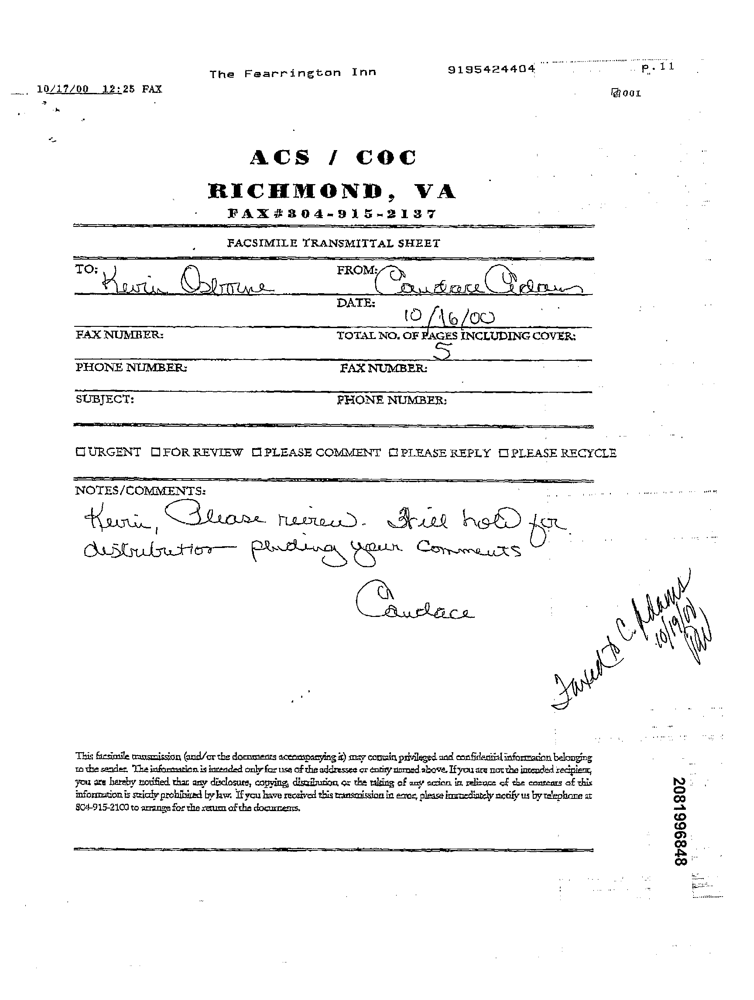 The Fearrington Inn 9195424404 p.11
10/17/00 12:25 FAX 001
ACS / COC
RICHMOND, VA
FAX#804-915-2137
FACSIMILE TRANSMITTAL SHEET
TO: Kevin Osborne FROM: Candace Adams
DATE: 10/16/00
FAX NUMBER: TOTAL NO. OF PAGES INCLUDING COVER: 5
PHONE NUMBER: FAX NUMBER:
SUBJECT: PHONE NUMBER:
☐ URGENT ☐ FOR REVIEW ☐ PLEASE COMMENT ☐ PLEASE REPLY ☐ PLEASE RECYCLE
NOTES/COMMENTS:
Kevin, Please review. I'll hold for
distribution pending your comments
Candace
Faxed to C. Adams
10/19/00
This facsimile transmission (and/or the documents accompanying it) may contain privileged and confidential information belonging
to the sender. The information is intended only for use of the addressee or entity named above. If you are not the intended recipient,
you are hereby notified that any disclosure, copying, distribution or the taking of any action in reliance of the contents of this
information is strictly prohibited by law. If you have received this transmission in error, please immediately notify us by telephone at
804-915-2100 to arrange for the return of the documents.
2081996848